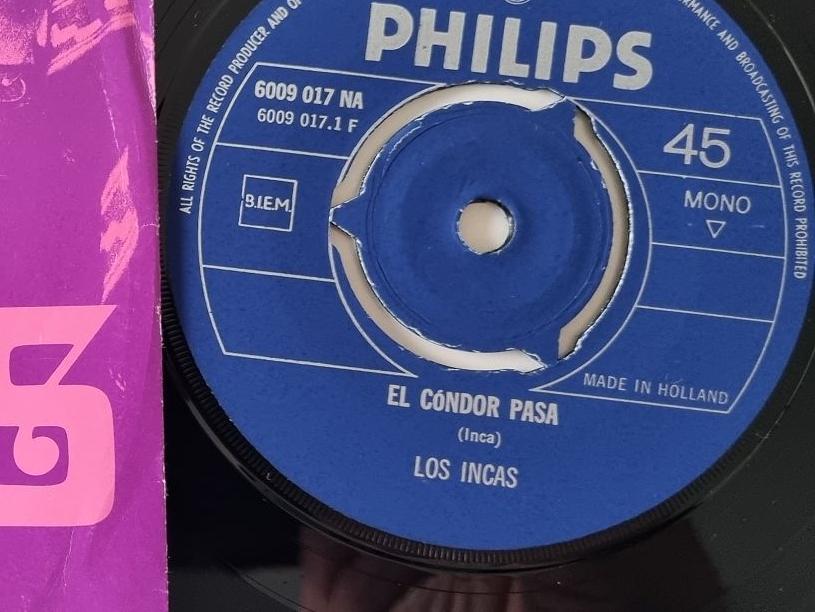 ALL RIGHTS OF THE RECORD PRODUCER AND
RMANCE AND BROADCASTING OF THIS RECORD PROHIBITED
PHILIPS
6009 017 NA
6009 017.1 F
45
B.I.E.M.
MONO
MADE IN HOLLAND
EL CóNDOR PASA
(Inca)
LOS INCAS